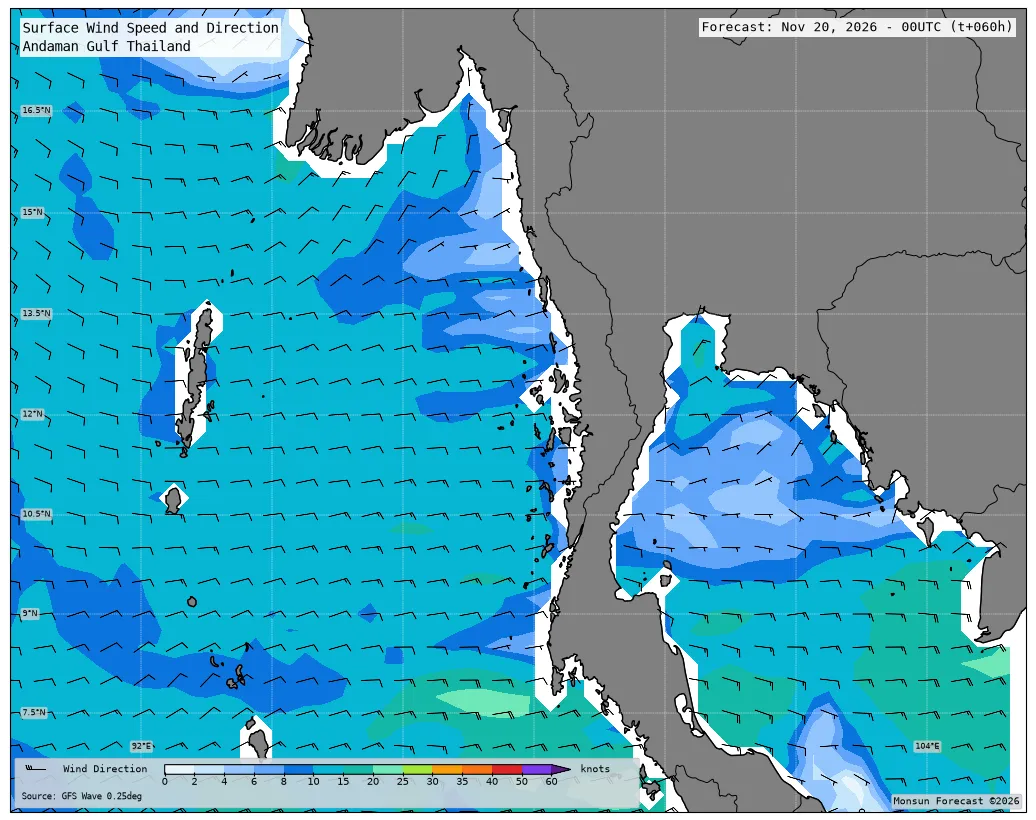 Surface Wind Speed and Direction
Andaman Gulf Thailand
Forecast: Nov 20, 2026 - 00UTC (t+060h)
16.5°N
15°N
13.5°N
12°N
10.5°N
9°N
7.5°N
92°E
104°E
Wind Direction
knots
0 2 4 6 8 10 15 20 25 30 35 40 50 60
Source: GFS Wave 0.25deg
Monsun Forecast ©2026